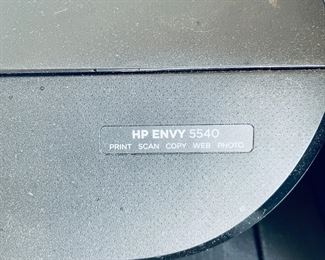 HP ENVY 5540
PRINT SCAN COPY WEB PHOTO